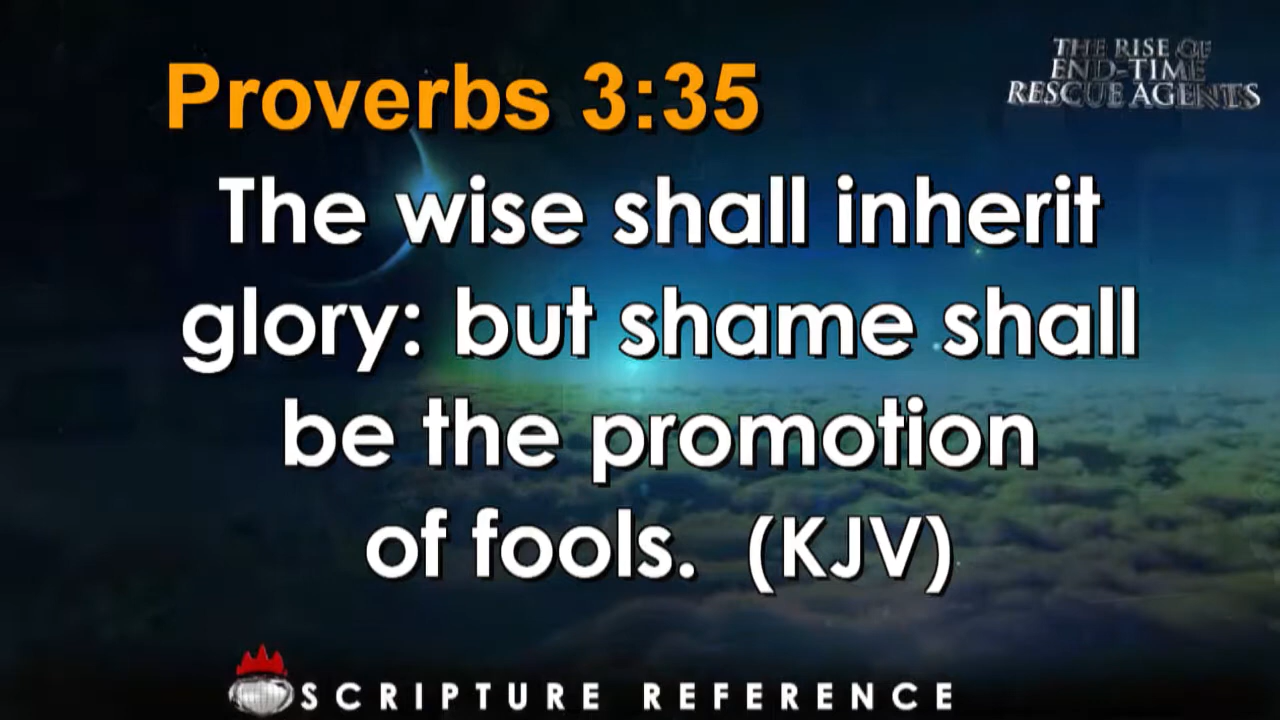 Proverbs 3:35
THE RISE OF
END-TIME
RESCUE AGENTS
The wise shall inherit
glory: but shame shall
be the promotion
of fools. (KJV)
SCRIPTURE REFERENCE